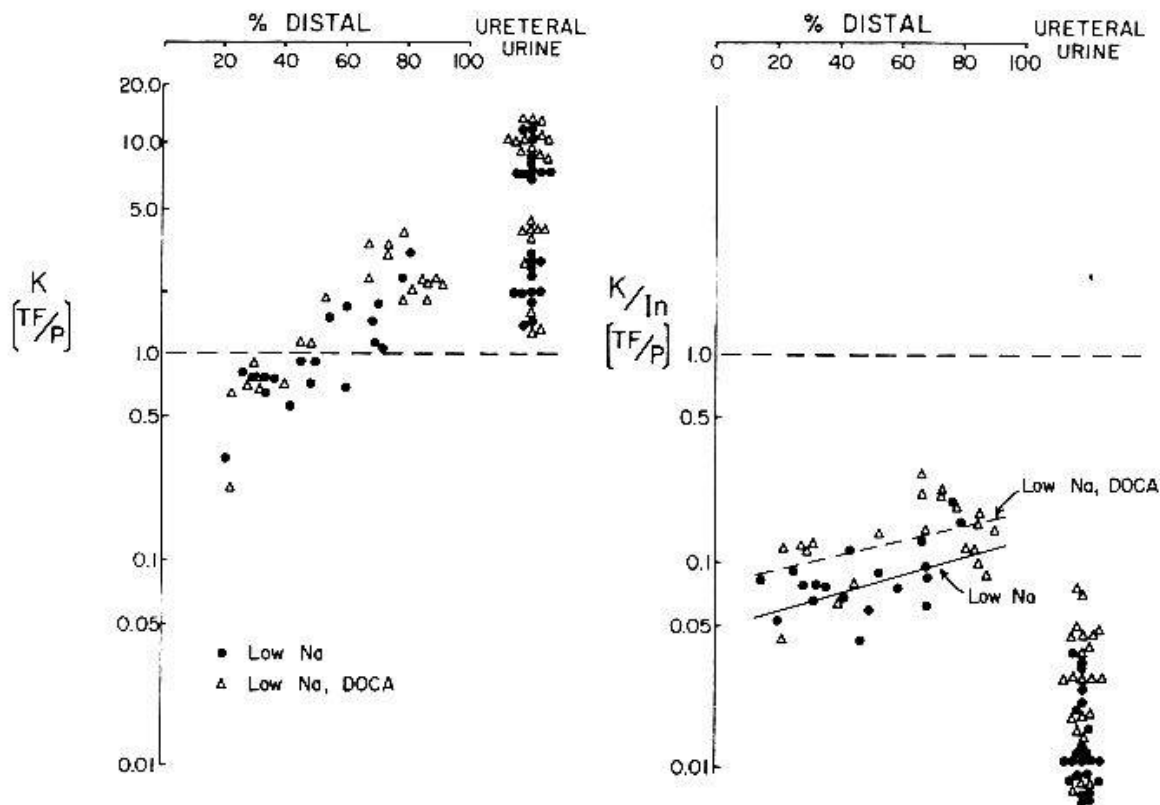 % DISTAL
URETERAL
URINE
20 40 60 80 100
20.0
10.0
5.0
1.0
0.5
0.1
0.05
0.01
K
[TF/P]
Low Na
Low Na, DOCA
% DISTAL
URETERAL
URINE
20 40 60 80 100
K/In
[TF/P]
1.0
0.5
0.1
0.05
0.01
Low Na, DOCA
Low Na